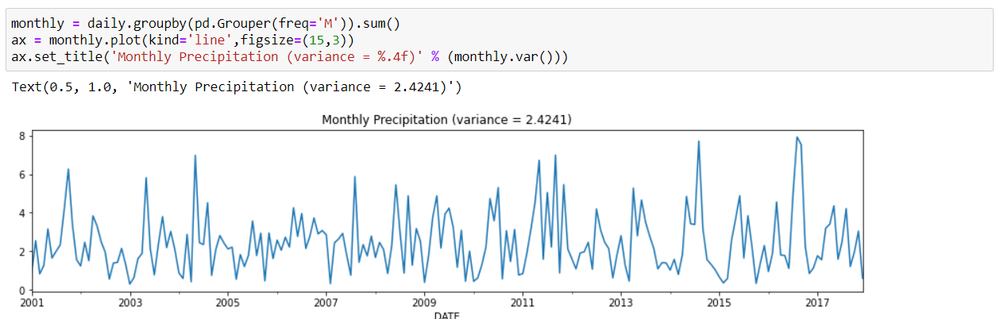 monthly = daily.groupby(pd.Grouper(freq='M')).sum()
ax = monthly.plot(kind='line',figsize=(15,3))
ax.set_title('Monthly Precipitation (variance = %.4f)' % (monthly.var()))
Text(0.5, 1.0, 'Monthly Precipitation (variance = 2.4241)')
Monthly Precipitation (variance = 2.4241)
8
6
4
2
0
2001 2003 2005 2007 2009 2011 2013 2015 2017
DATE